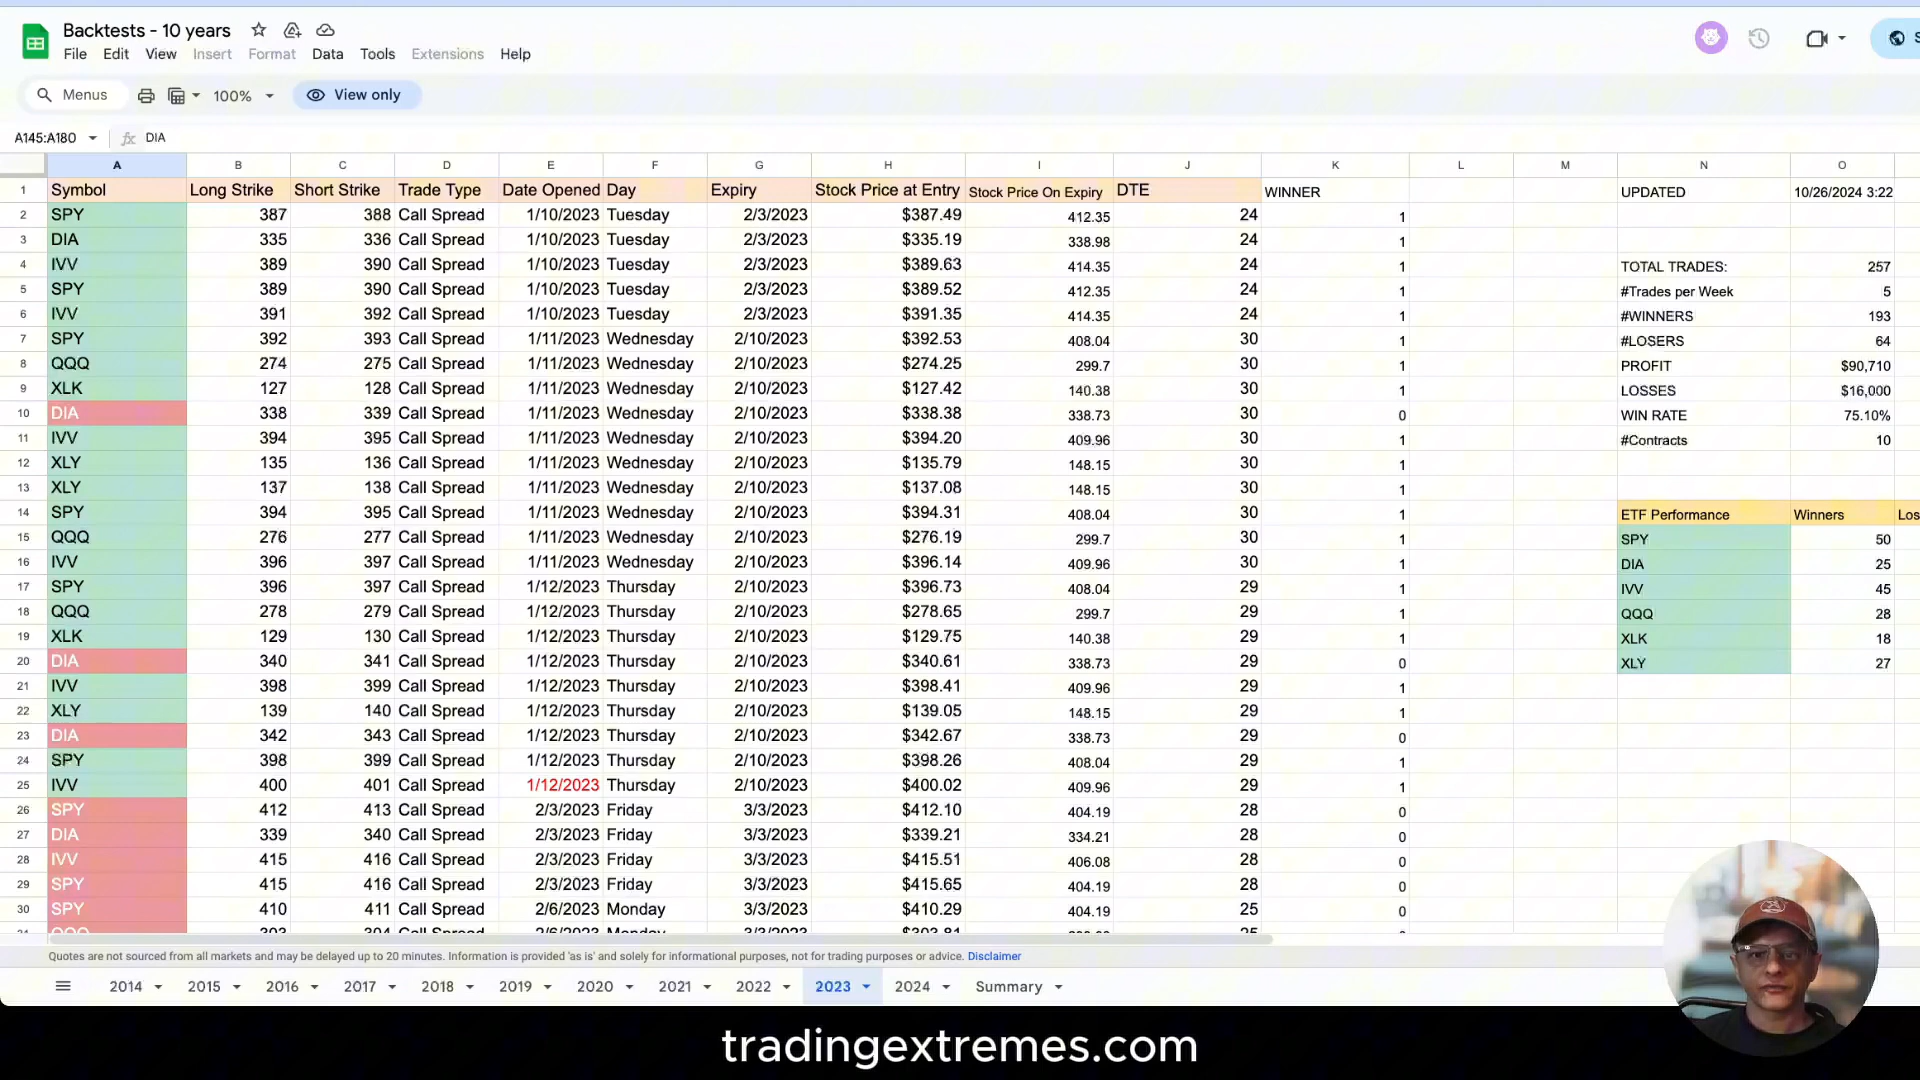 Backtests - 10 years
File Edit View Insert Format Data Tools Extensions Help
Menus 100% View only
A145:A180 fx DIA
A B C D E F G H I J K L M N O
1 Symbol Long Strike Short Strike Trade Type Date Opened Day Expiry Stock Price at Entry Stock Price On Expiry DTE WINNER UPDATED 10/26/2024 3:22
2 SPY 387 388 Call Spread 1/10/2023 Tuesday 2/3/2023 $387.49 412.35 24 1
3 DIA 335 336 Call Spread 1/10/2023 Tuesday 2/3/2023 $335.19 338.98 24 1
4 IVV 389 390 Call Spread 1/10/2023 Tuesday 2/3/2023 $389.63 414.35 24 1 TOTAL TRADES: 257
5 SPY 389 390 Call Spread 1/10/2023 Tuesday 2/3/2023 $389.52 412.35 24 1 #Trades per Week 5
6 IVV 391 392 Call Spread 1/10/2023 Tuesday 2/3/2023 $391.35 414.35 24 1 #WINNERS 193
7 SPY 392 393 Call Spread 1/11/2023 Wednesday 2/10/2023 $392.53 408.04 30 1 #LOSERS 64
8 QQQ 274 275 Call Spread 1/11/2023 Wednesday 2/10/2023 $274.25 299.7 30 1 PROFIT $90,710
9 XLK 127 128 Call Spread 1/11/2023 Wednesday 2/10/2023 $127.42 140.38 30 1 LOSSES $16,000
10 DIA 338 339 Call Spread 1/11/2023 Wednesday 2/10/2023 $338.38 338.73 30 0 WIN RATE 75.10%
11 IVV 394 395 Call Spread 1/11/2023 Wednesday 2/10/2023 $394.20 409.96 30 1 #Contracts 10
12 XLY 135 136 Call Spread 1/11/2023 Wednesday 2/10/2023 $135.79 148.15 30 1
13 XLY 137 138 Call Spread 1/11/2023 Wednesday 2/10/2023 $137.08 148.15 30 1
14 SPY 394 395 Call Spread 1/11/2023 Wednesday 2/10/2023 $394.31 408.04 30 1 ETF Performance Winners
15 QQQ 276 277 Call Spread 1/11/2023 Wednesday 2/10/2023 $276.19 299.7 30 1 SPY 50
16 IVV 396 397 Call Spread 1/11/2023 Wednesday 2/10/2023 $396.14 409.96 30 1 DIA 25
17 SPY 396 397 Call Spread 1/12/2023 Thursday 2/10/2023 $396.73 408.04 29 1 IVV 45
18 QQQ 278 279 Call Spread 1/12/2023 Thursday 2/10/2023 $278.65 299.7 29 1 QQQ 28
19 XLK 129 130 Call Spread 1/12/2023 Thursday 2/10/2023 $129.75 140.38 29 1 XLK 18
20 DIA 340 341 Call Spread 1/12/2023 Thursday 2/10/2023 $340.61 338.73 29 0 XLY 27
21 IVV 398 399 Call Spread 1/12/2023 Thursday 2/10/2023 $398.41 409.96 29 1
22 XLY 139 140 Call Spread 1/12/2023 Thursday 2/10/2023 $139.05 148.15 29 1
23 DIA 342 343 Call Spread 1/12/2023 Thursday 2/10/2023 $342.67 338.73 29 0
24 SPY 398 399 Call Spread 1/12/2023 Thursday 2/10/2023 $398.26 408.04 29 1
25 IVV 400 401 Call Spread 1/12/2023 Thursday 2/10/2023 $400.02 409.96 29 1
26 SPY 412 413 Call Spread 2/3/2023 Friday 3/3/2023 $412.10 404.19 28 0
27 DIA 339 340 Call Spread 2/3/2023 Friday 3/3/2023 $339.21 334.21 28 0
28 IVV 415 416 Call Spread 2/3/2023 Friday 3/3/2023 $415.51 406.08 28 0
29 SPY 415 416 Call Spread 2/3/2023 Friday 3/3/2023 $415.65 404.19 28 0
30 SPY 410 411 Call Spread 2/6/2023 Monday 3/3/2023 $410.29 404.19 25 0
Quotes are not sourced from all markets and may be delayed up to 20 minutes. Information is provided 'as is' and solely for informational purposes, not for trading purposes or advice. Disclaimer
2014 2015 2016 2017 2018 2019 2020 2021 2022 2023 2024 Summary
tradingextremes.com